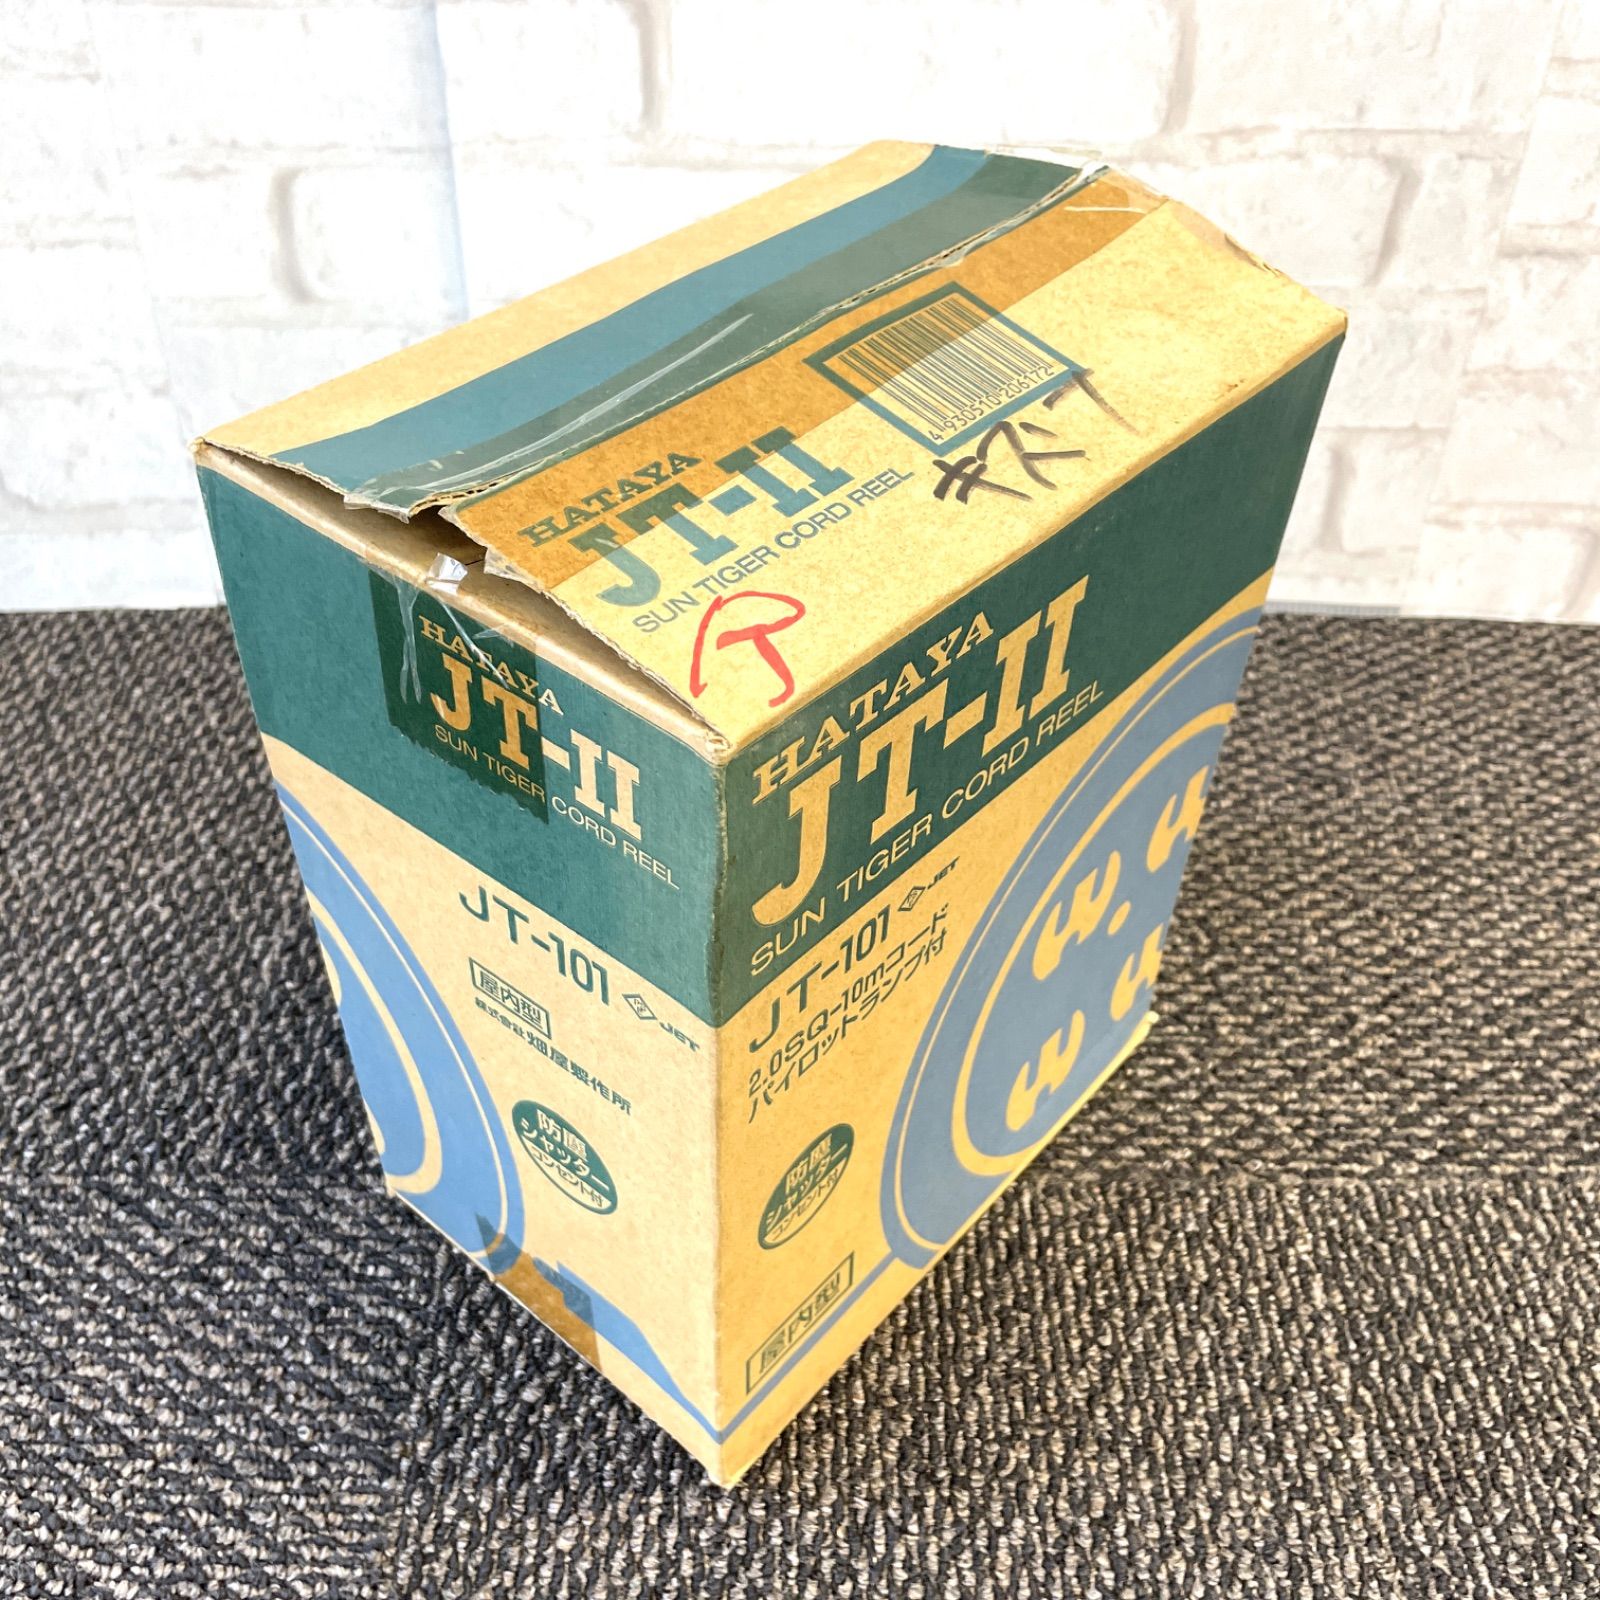 4 930510 206172
キズ、
HATAYA
JT-II
SUN TIGER CORD REEL
HATAYA
JT-II
SUN TIGER CORD REEL
JT-101
JET
屋内型
株式会社畑屋製作所
防塵
シャッター
コンセント付
HATAYA
JT-II
SUN TIGER CORD REEL
JT-101
JET
2.0SQ-10mコード
パイロットランプ付
防塵
シャッター
コンセント付
屋内型